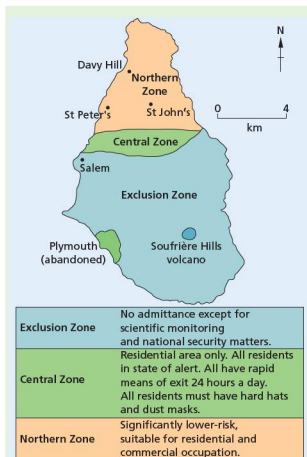 N
Davy Hill
Northern
Zone
St Peter's
St John's
0 4
km
Central Zone
Salem
Exclusion Zone
Plymouth
(abandoned)
Soufrière Hills
volcano
Exclusion Zone
No admittance except for
scientific monitoring
and national security matters.
Central Zone
Residential area only. All residents
in state of alert. All have rapid
means of exit 24 hours a day.
All residents must have hard hats
and dust masks.
Northern Zone
Significantly lower-risk,
suitable for residential and
commercial occupation.